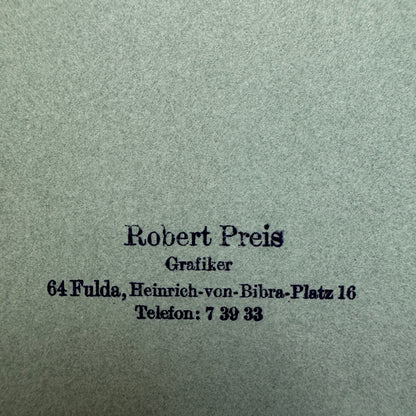 Robert Preis
Grafiker
64 Fulda, Heinrich-von-Bibra-Platz 16
Telefon: 7 39 33